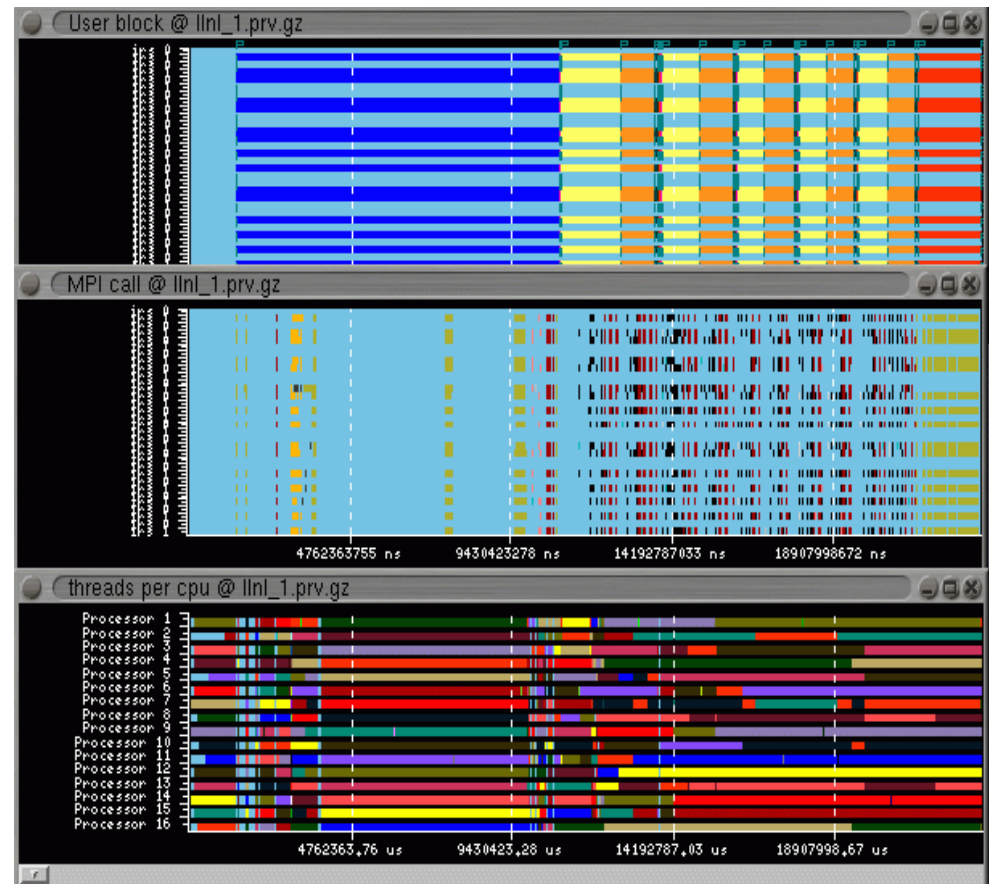 User block @ llnl_1.prv.gz
MPI call @ llnl_1.prv.gz
4762363755 ns
9430423278 ns
14192787033 ns
18907998672 ns
threads per cpu @ llnl_1.prv.gz
Processor 1
Processor 2
Processor 3
Processor 4
Processor 5
Processor 6
Processor 7
Processor 8
Processor 9
Processor 10
Processor 11
Processor 12
Processor 13
Processor 14
Processor 15
Processor 16
4762363,76 us
9430423,28 us
14192787,03 us
18907998,67 us